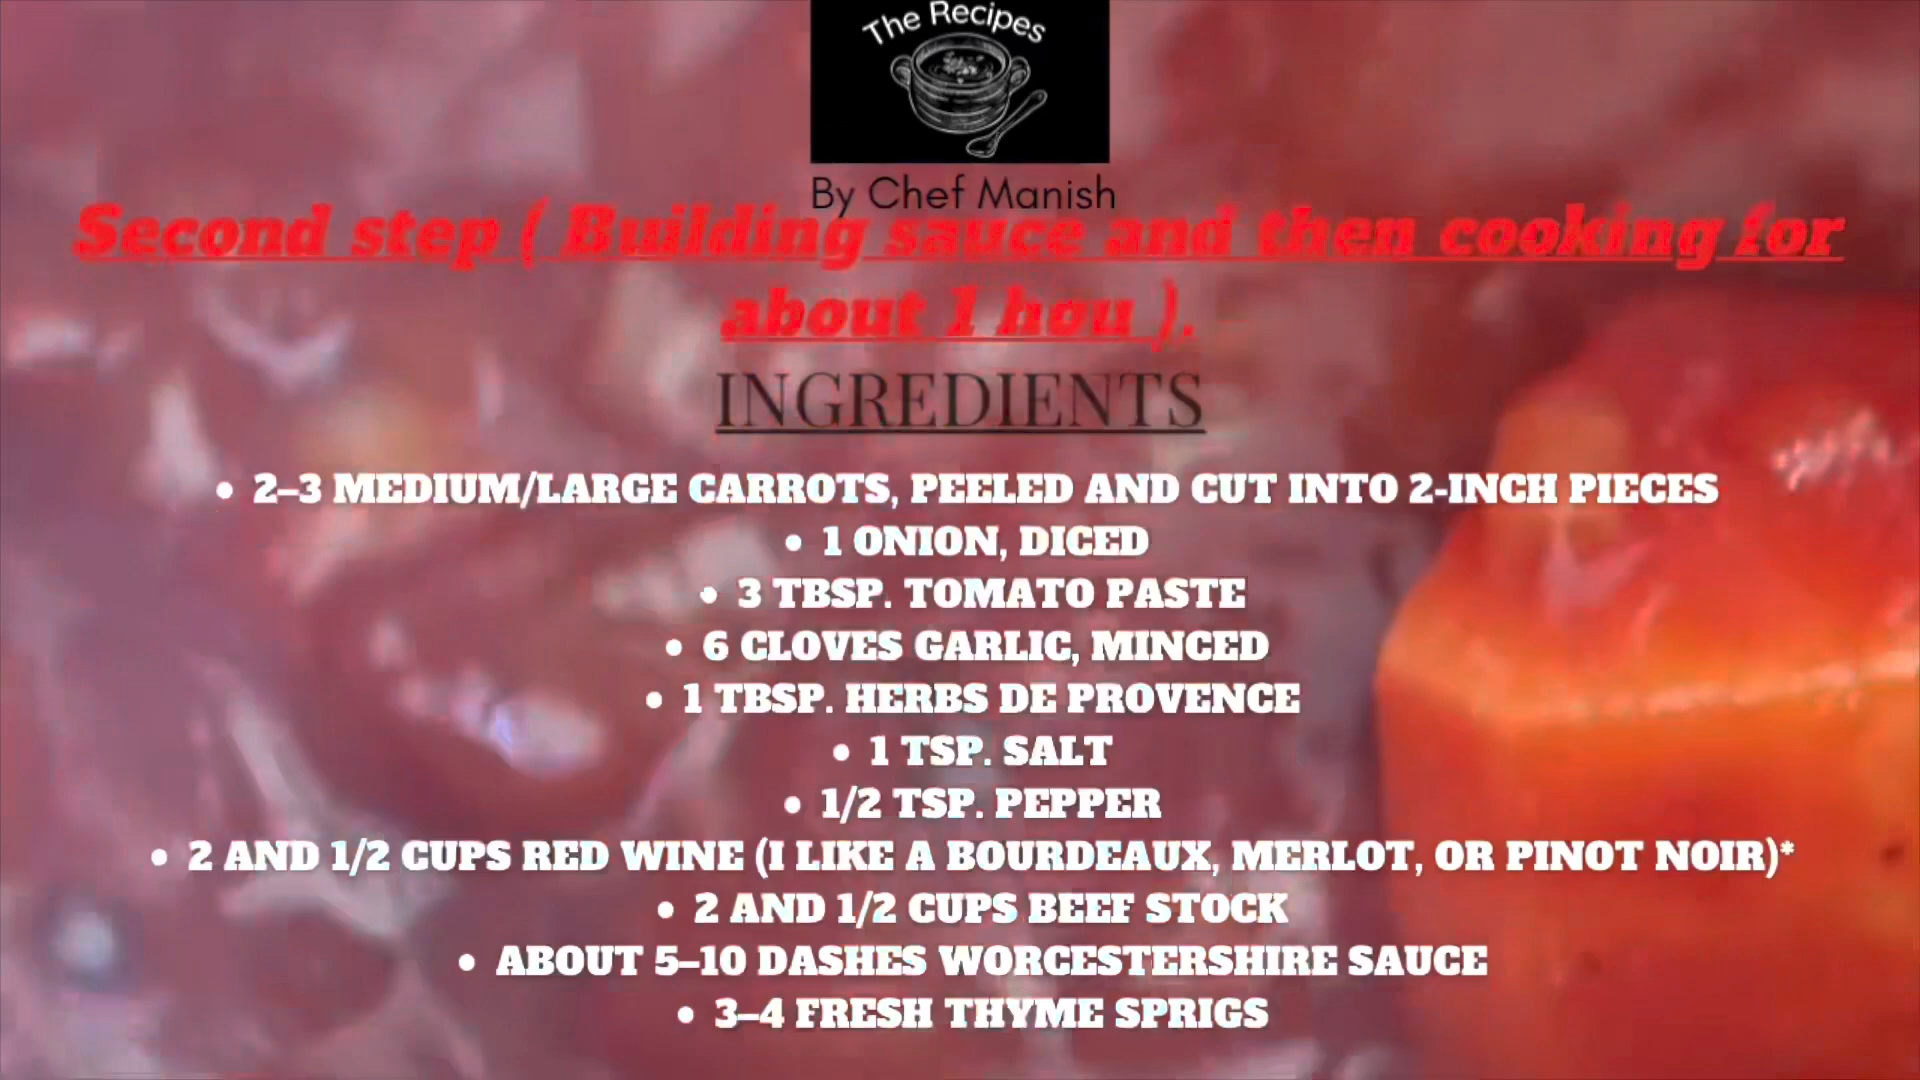 The Recipes
By Chef Manish
Second step ( Building sauce and then cooking for
about 1 hou ).
INGREDIENTS
• 2–3 MEDIUM/LARGE CARROTS, PEELED AND CUT INTO 2-INCH PIECES
• 1 ONION, DICED
• 3 TBSP. TOMATO PASTE
• 6 CLOVES GARLIC, MINCED
• 1 TBSP. HERBS DE PROVENCE
• 1 TSP. SALT
• 1/2 TSP. PEPPER
• 2 AND 1/2 CUPS RED WINE (I LIKE A BOURDEAUX, MERLOT, OR PINOT NOIR)*
• 2 AND 1/2 CUPS BEEF STOCK
• ABOUT 5–10 DASHES WORCESTERSHIRE SAUCE
• 3–4 FRESH THYME SPRIGS